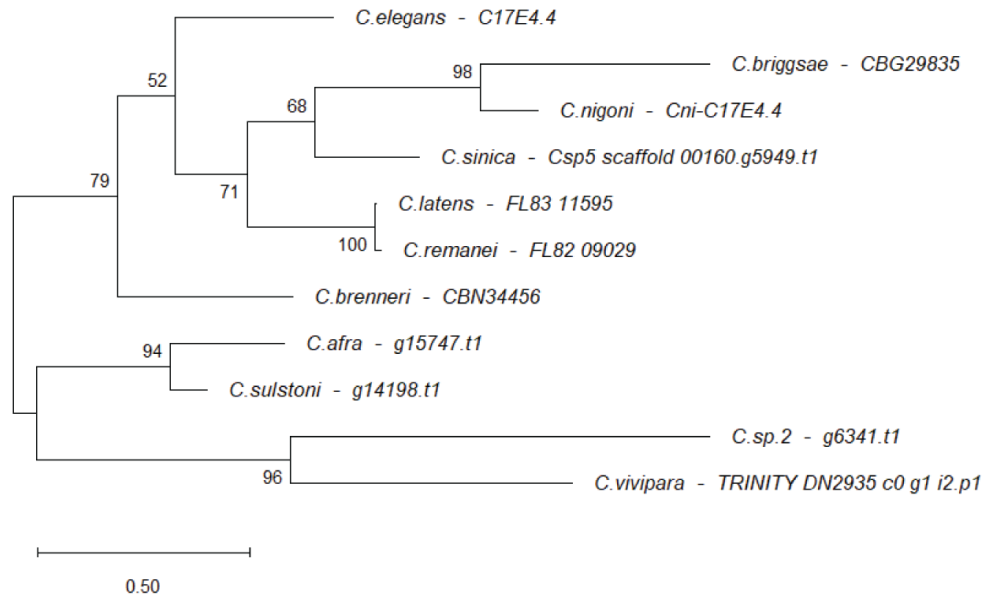 C.elegans - C17E4.4
C.briggsae - CBG29835
98
52
C.nigoni - Cni-C17E4.4
68
C.sinica - Csp5 scaffold 00160.g5949.t1
79
71
C.latens - FL83 11595
100
C.remanei - FL82 09029
C.brenneri - CBN34456
C.afra - g15747.t1
94
C.sulstoni - g14198.t1
C.sp.2 - g6341.t1
96
C.vivipara - TRINITY DN2935 c0 g1 i2.p1
0.50